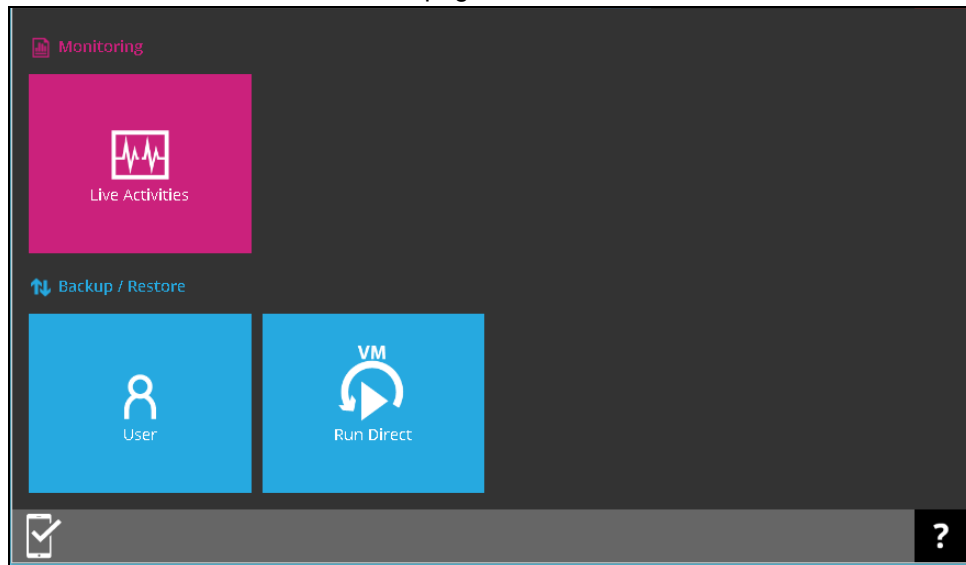 Monitoring
Live Activities
Backup / Restore
VM
User
Run Direct
?